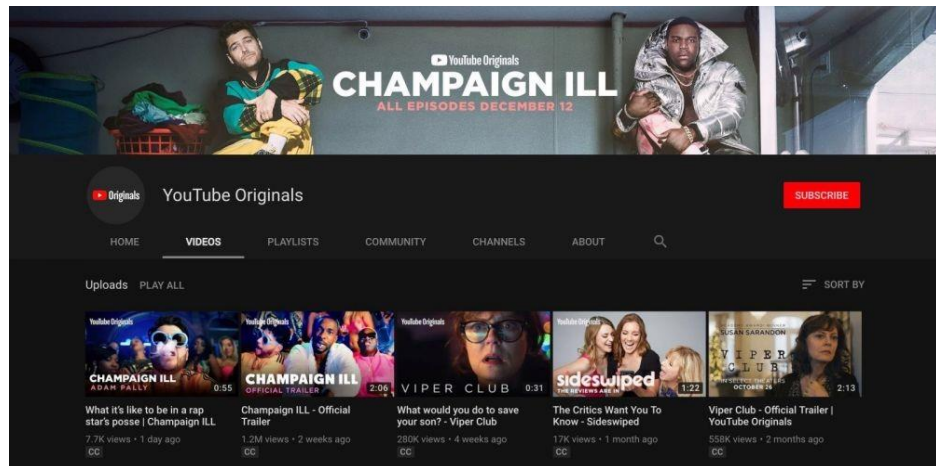 YouTube Originals
CHAMPAIGN ILL
ALL EPISODES DECEMBER 12
Originals
YouTube Originals
SUBSCRIBE
HOME VIDEOS PLAYLISTS COMMUNITY CHANNELS ABOUT
Uploads PLAY ALL SORT BY
YouTube Originals
CHAMPAIGN ILL
ADAM PALLY
0:55
What it's like to be in a rap
star's posse | Champaign ILL
7.7K views • 1 day ago
CC
YouTube Originals
CHAMPAIGN ILL
OFFICIAL TRAILER
2:06
Champaign ILL - Official
Trailer
1.2M views • 2 weeks ago
CC
YouTube Originals
VIPER CLUB
0:31
What would you do to save
your son? - Viper Club
280K views • 4 weeks ago
CC
YouTube Originals
sideswiped
THE REVIEWS ARE IN
1:22
The Critics Want You To
Know - Sideswiped
17K views • 1 month ago
CC
SUSAN SARANDON
VIPER
CLUB
IN SELECT THEATERS
OCTOBER 26
2:13
Viper Club - Official Trailer |
YouTube Originals
558K views • 2 months ago
CC